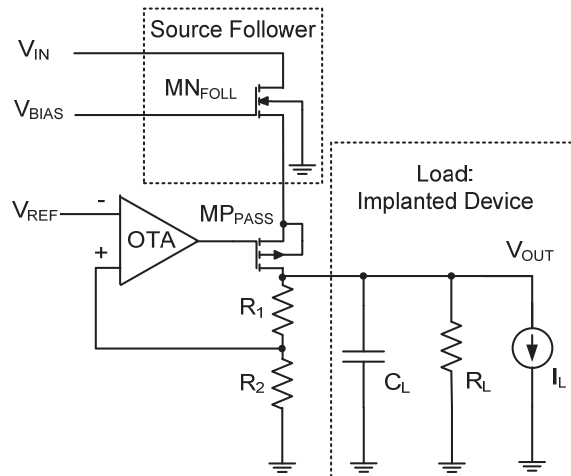 Source Follower
V_IN
MN_FOLL
V_BIAS
Load:
Implanted Device
V_REF
-
MP_PASS
OTA
+
V_OUT
R_1
R_2
C_L
R_L
I_L